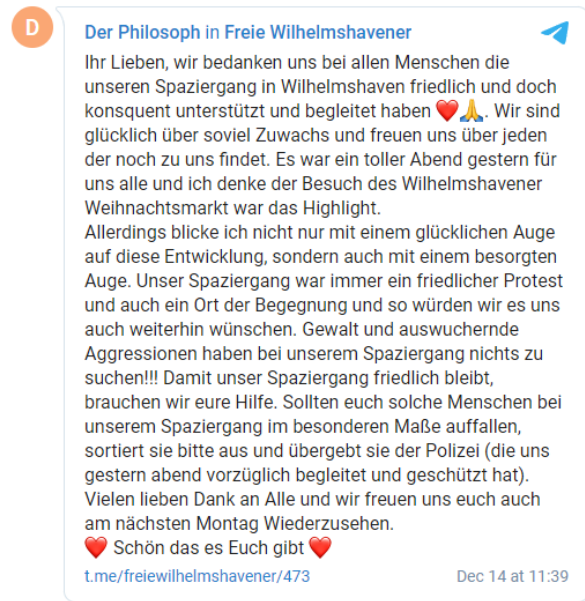 D
Der Philosoph in Freie Wilhelmshavener
Ihr Lieben, wir bedanken uns bei allen Menschen die
unseren Spaziergang in Wilhelmshaven friedlich und doch
konsquent unterstützt und begleitet haben ❤️🙏. Wir sind
glücklich über soviel Zuwachs und freuen uns über jeden
der noch zu uns findet. Es war ein toller Abend gestern für
uns alle und ich denke der Besuch des Wilhelmshavener
Weihnachtsmarkt war das Highlight.
Allerdings blicke ich nicht nur mit einem glücklichen Auge
auf diese Entwicklung, sondern auch mit einem besorgten
Auge. Unser Spaziergang war immer ein friedlicher Protest
und auch ein Ort der Begegnung und so würden wir es uns
auch weiterhin wünschen. Gewalt und auswuchernde
Aggressionen haben bei unserem Spaziergang nichts zu
suchen!!! Damit unser Spaziergang friedlich bleibt,
brauchen wir eure Hilfe. Sollten euch solche Menschen bei
unserem Spaziergang im besonderen Maße auffallen,
sortiert sie bitte aus und übergebt sie der Polizei (die uns
gestern abend vorzüglich begleitet und geschützt hat).
Vielen lieben Dank an Alle und wir freuen uns euch auch
am nächsten Montag Wiederzusehen.
❤️ Schön das es Euch gibt ❤️
t.me/freiewilhelmshavener/473 Dec 14 at 11:39